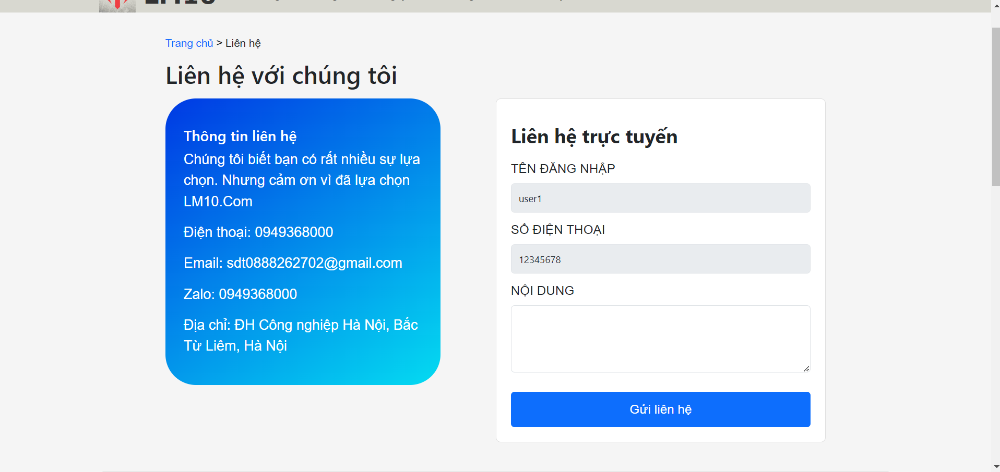 Trang chủ > Liên hệ
Liên hệ với chúng tôi
Thông tin liên hệ
Chúng tôi biết bạn có rất nhiều sự lựa
chọn. Nhưng cảm ơn vì đã lựa chọn
LM10.Com
Điện thoại: 0949368000
Email: sdt0888262702@gmail.com
Zalo: 0949368000
Địa chỉ: ĐH Công nghiệp Hà Nội, Bắc
Từ Liêm, Hà Nội
Liên hệ trực tuyến
TÊN ĐĂNG NHẬP
user1
SỐ ĐIỆN THOẠI
12345678
NỘI DUNG
Gửi liên hệ